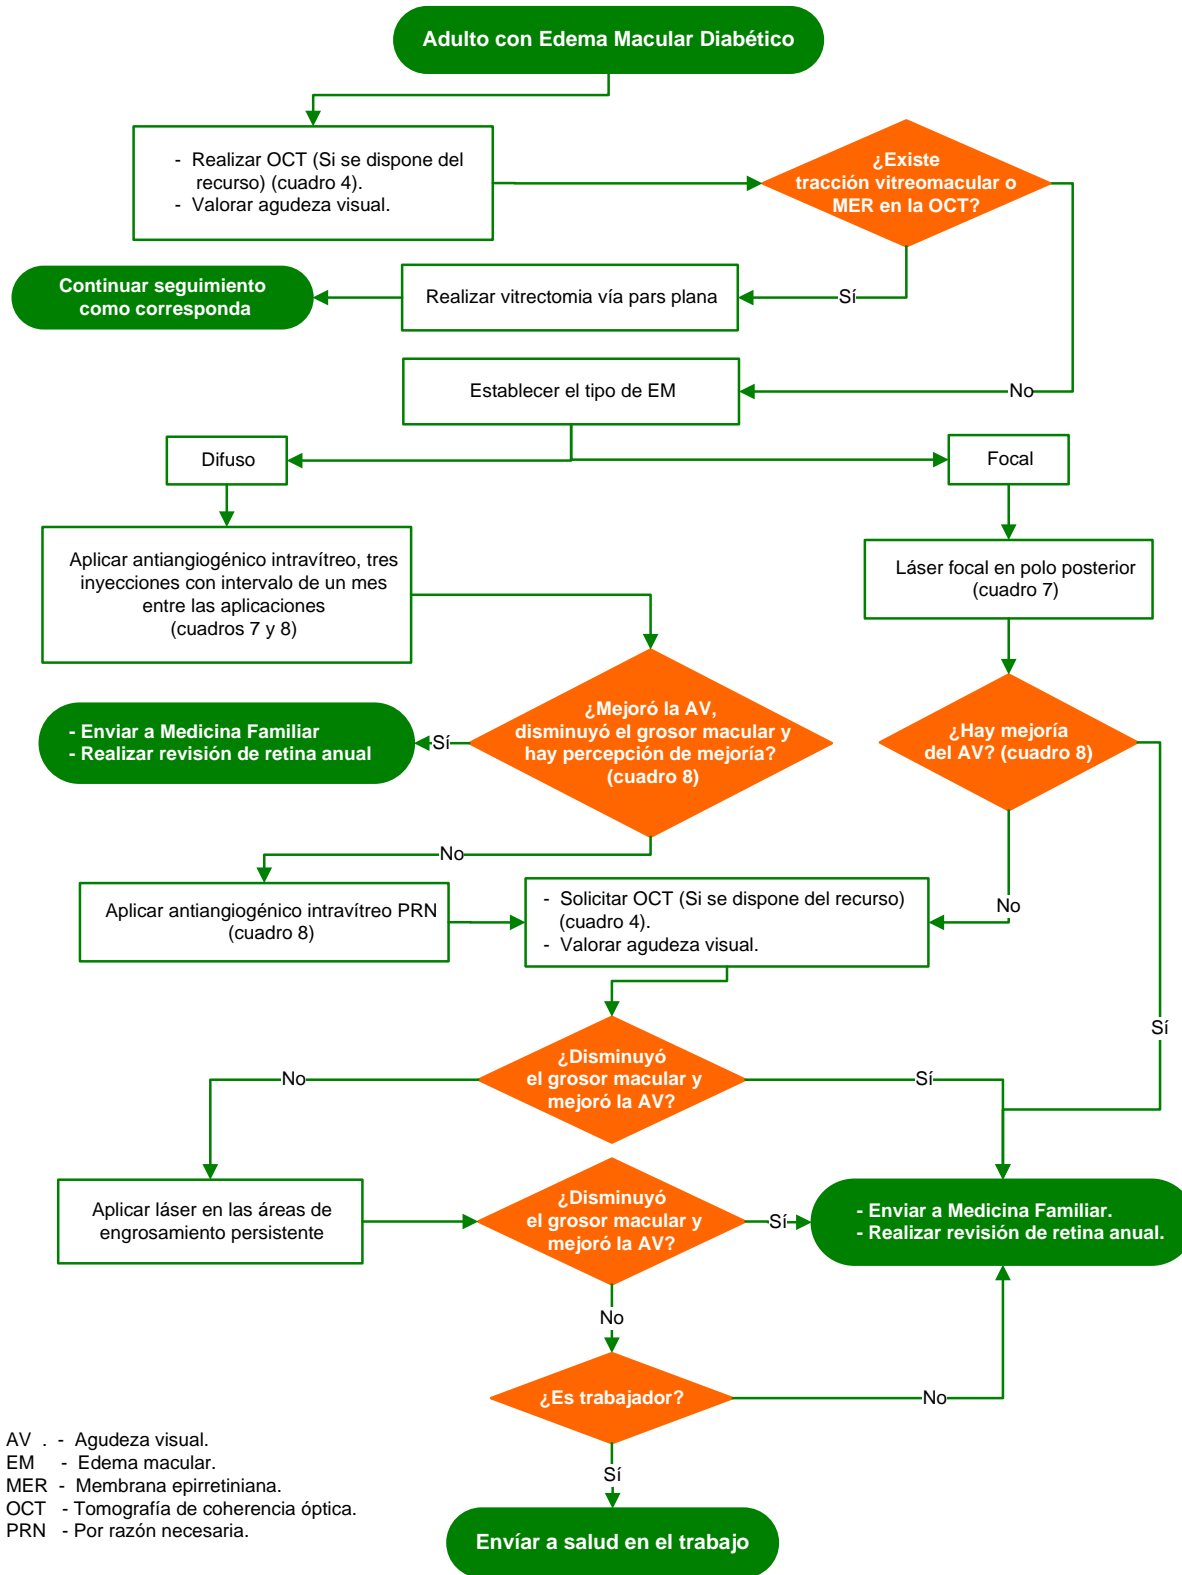 Adulto con Edema Macular Diabético
- Realizar OCT (Si se dispone del
recurso) (cuadro 4).
- Valorar agudeza visual.
¿Existe
tracción vitreomacular o
MER en la OCT?
Continuar seguimiento
como corresponda
Realizar vitrectomia vía pars plana
Sí
Establecer el tipo de EM
No
Difuso
Focal
Aplicar antiangiogénico intravítreo, tres
inyecciones con intervalo de un mes
entre las aplicaciones
(cuadros 7 y 8)
Láser focal en polo posterior
(cuadro 7)
- Enviar a Medicina Familiar
- Realizar revisión de retina anual
Sí
¿Mejoró la AV,
disminuyó el grosor macular y
hay percepción de mejoría?
(cuadro 8)
¿Hay mejoría
del AV? (cuadro 8)
No
Aplicar antiangiogénico intravítreo PRN
(cuadro 8)
- Solicitar OCT (Si se dispone del recurso)
(cuadro 4).
- Valorar agudeza visual.
No
Sí
No
¿Disminuyó
el grosor macular y
mejoró la AV?
Sí
Aplicar láser en las áreas de
engrosamiento persistente
¿Disminuyó
el grosor macular y
mejoró la AV?
Sí
- Enviar a Medicina Familiar.
- Realizar revisión de retina anual.
No
¿Es trabajador?
No
Sí
Envíar a salud en el trabajo
AV . - Agudeza visual.
EM - Edema macular.
MER - Membrana epirretiniana.
OCT - Tomografía de coherencia óptica.
PRN - Por razón necesaria.